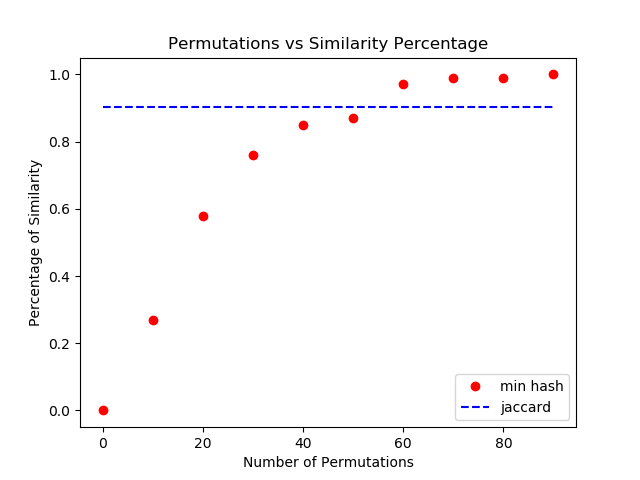 Permutations vs Similarity Percentage
Percentage of Similarity
1.0
0.8
0.6
0.4
0.2
0.0
0
20
40
60
80
Number of Permutations
min hash
jaccard